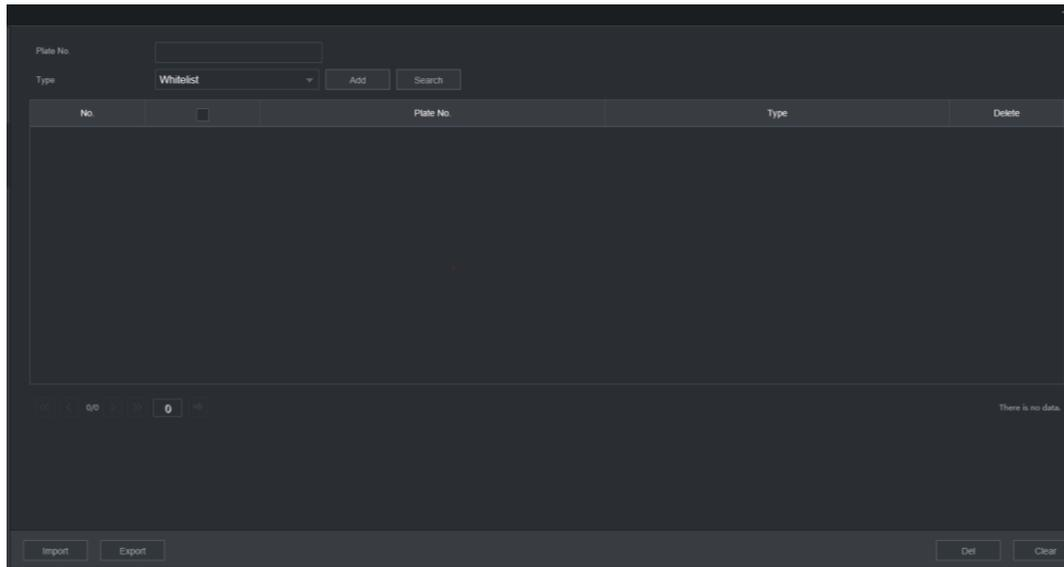 Plate No.
Type Whitelist Add Search
No. Plate No. Type Delete
0/0 0 There is no data.
Import Export Del Clear